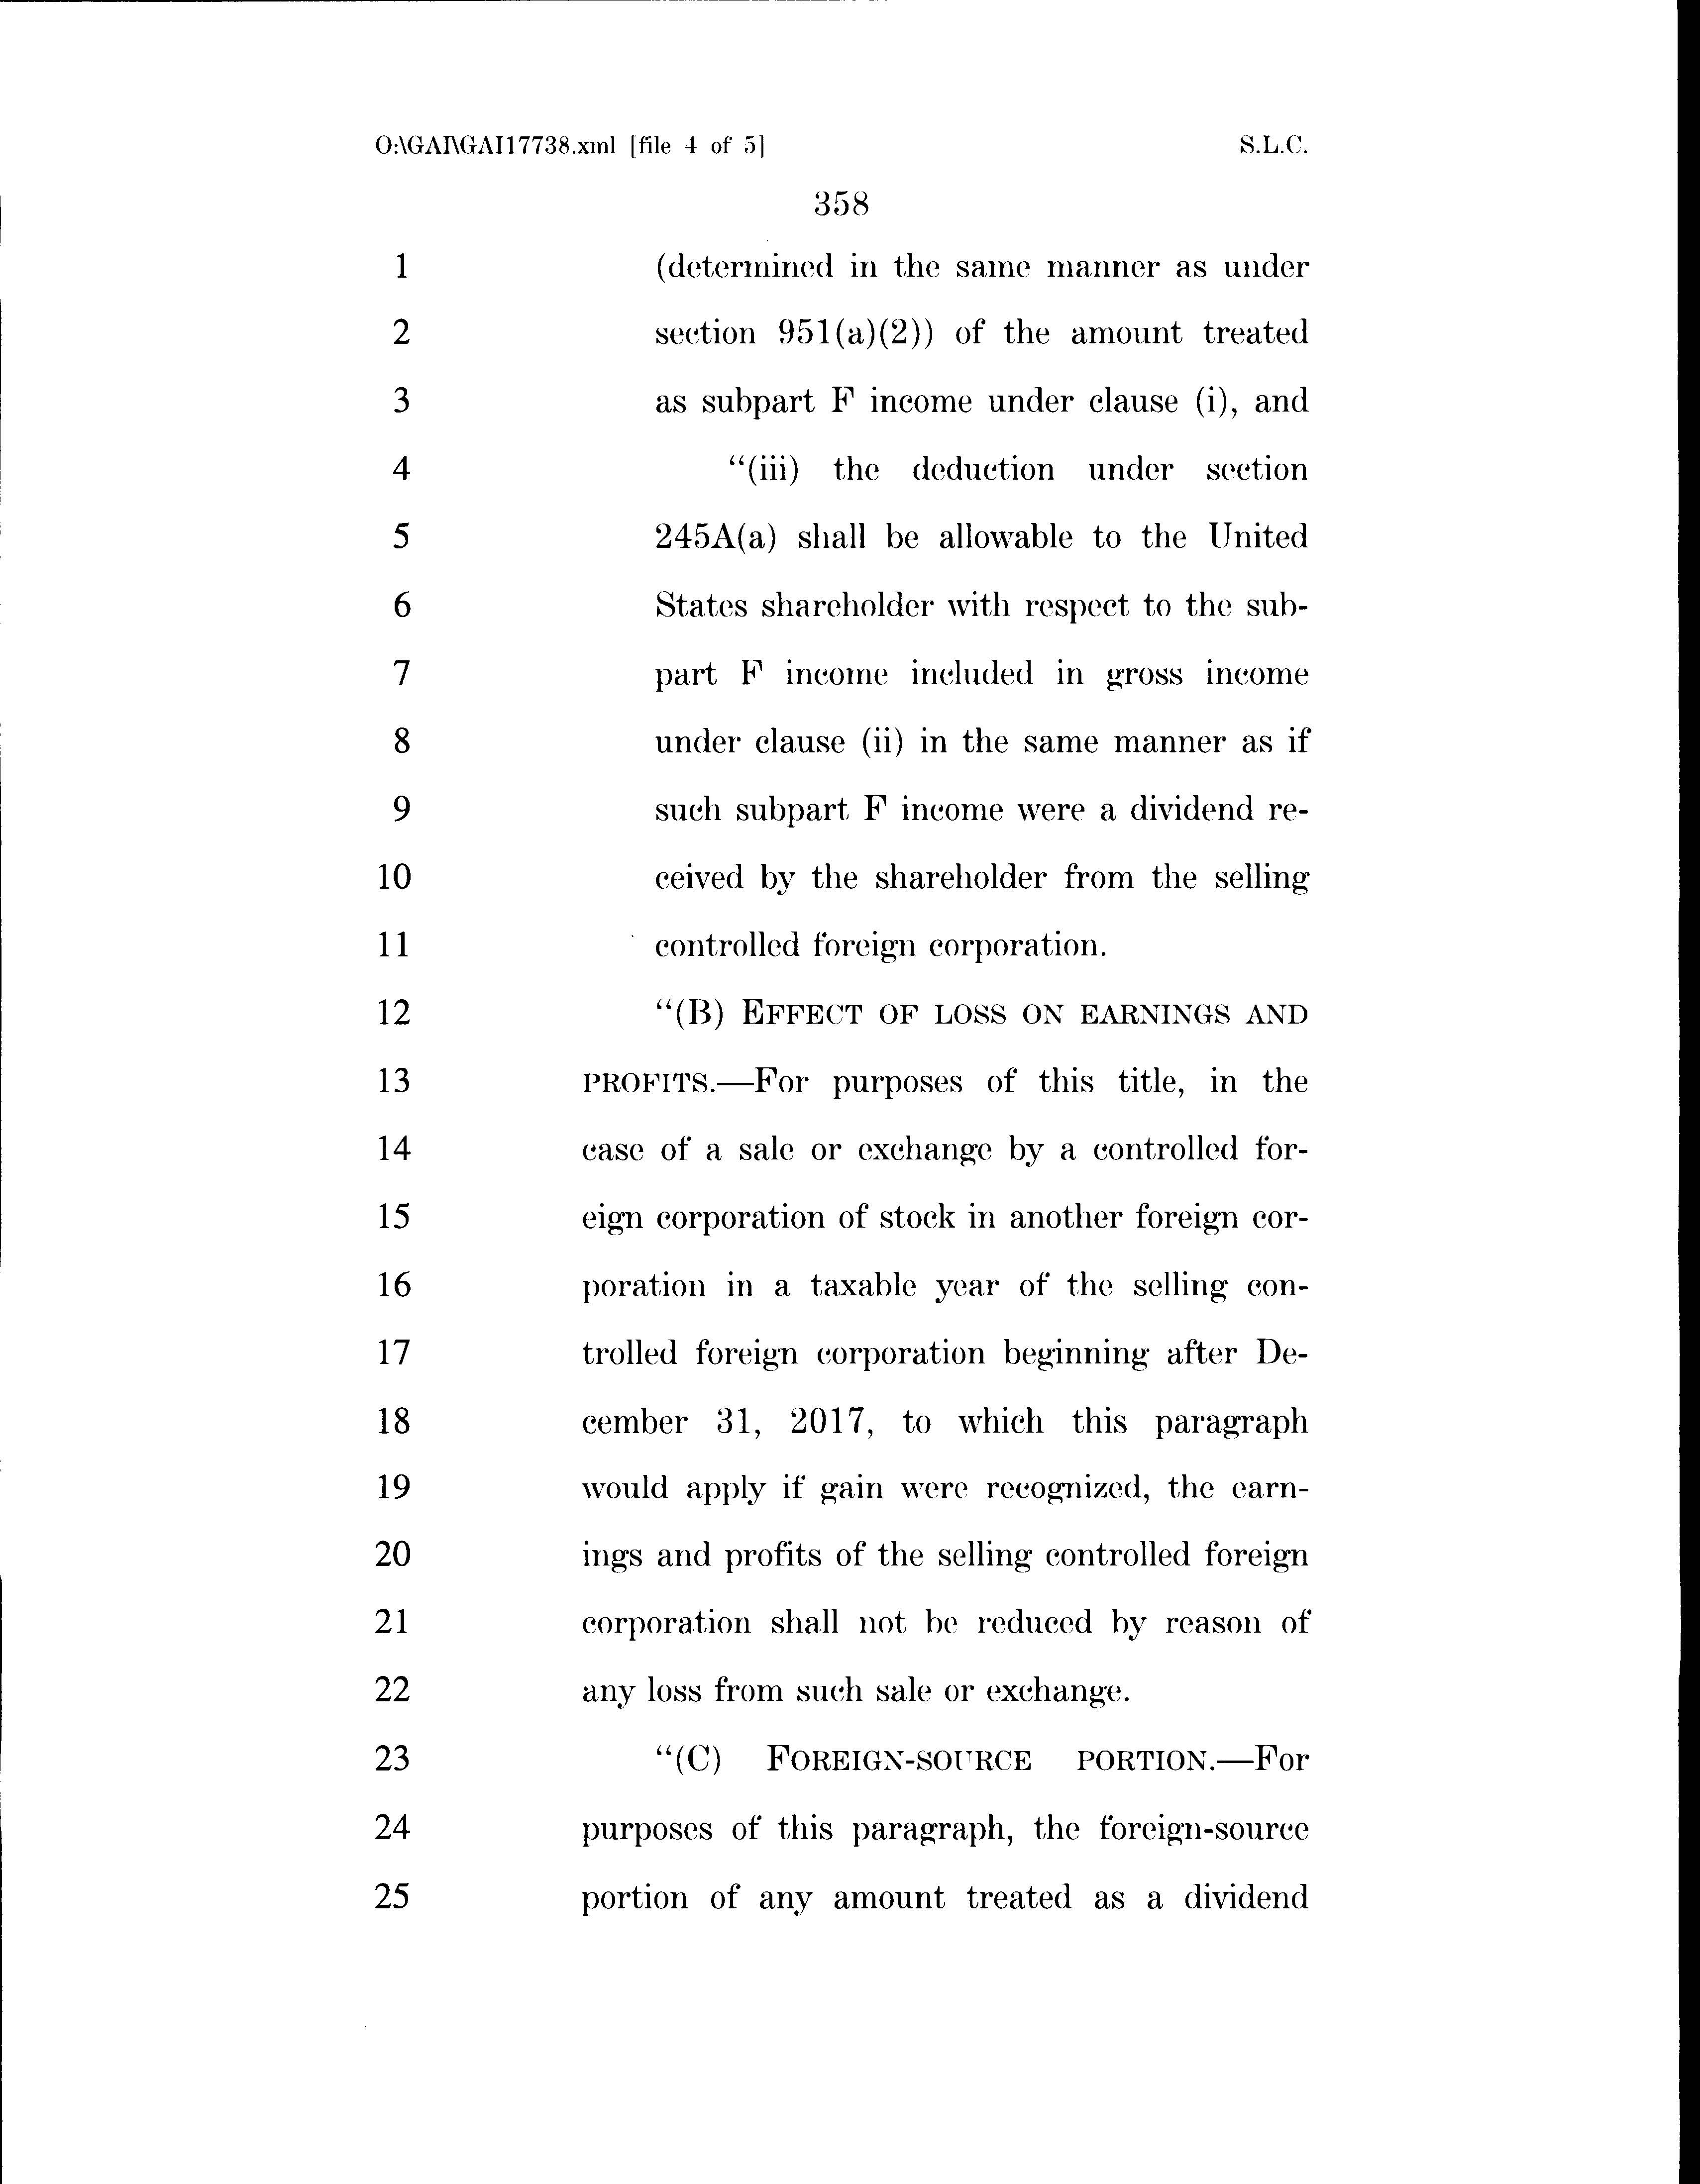 O:\GAI\GAI17738.xml [file 4 of 5] S.L.C.
358
1 (determined in the same manner as under
2 section 951(a)(2)) of the amount treated
3 as subpart F income under clause (i), and
4 “(iii) the deduction under section
5 245A(a) shall be allowable to the United
6 States shareholder with respect to the sub-
7 part F income included in gross income
8 under clause (ii) in the same manner as if
9 such subpart F income were a dividend re-
10 ceived by the shareholder from the selling
11 controlled foreign corporation.
12 “(B) EFFECT OF LOSS ON EARNINGS AND
13 PROFITS.—For purposes of this title, in the
14 case of a sale or exchange by a controlled for-
15 eign corporation of stock in another foreign cor-
16 poration in a taxable year of the selling con-
17 trolled foreign corporation beginning after De-
18 cember 31, 2017, to which this paragraph
19 would apply if gain were recognized, the earn-
20 ings and profits of the selling controlled foreign
21 corporation shall not be reduced by reason of
22 any loss from such sale or exchange.
23 “(C) FOREIGN-SOURCE PORTION.—For
24 purposes of this paragraph, the foreign-source
25 portion of any amount treated as a dividend